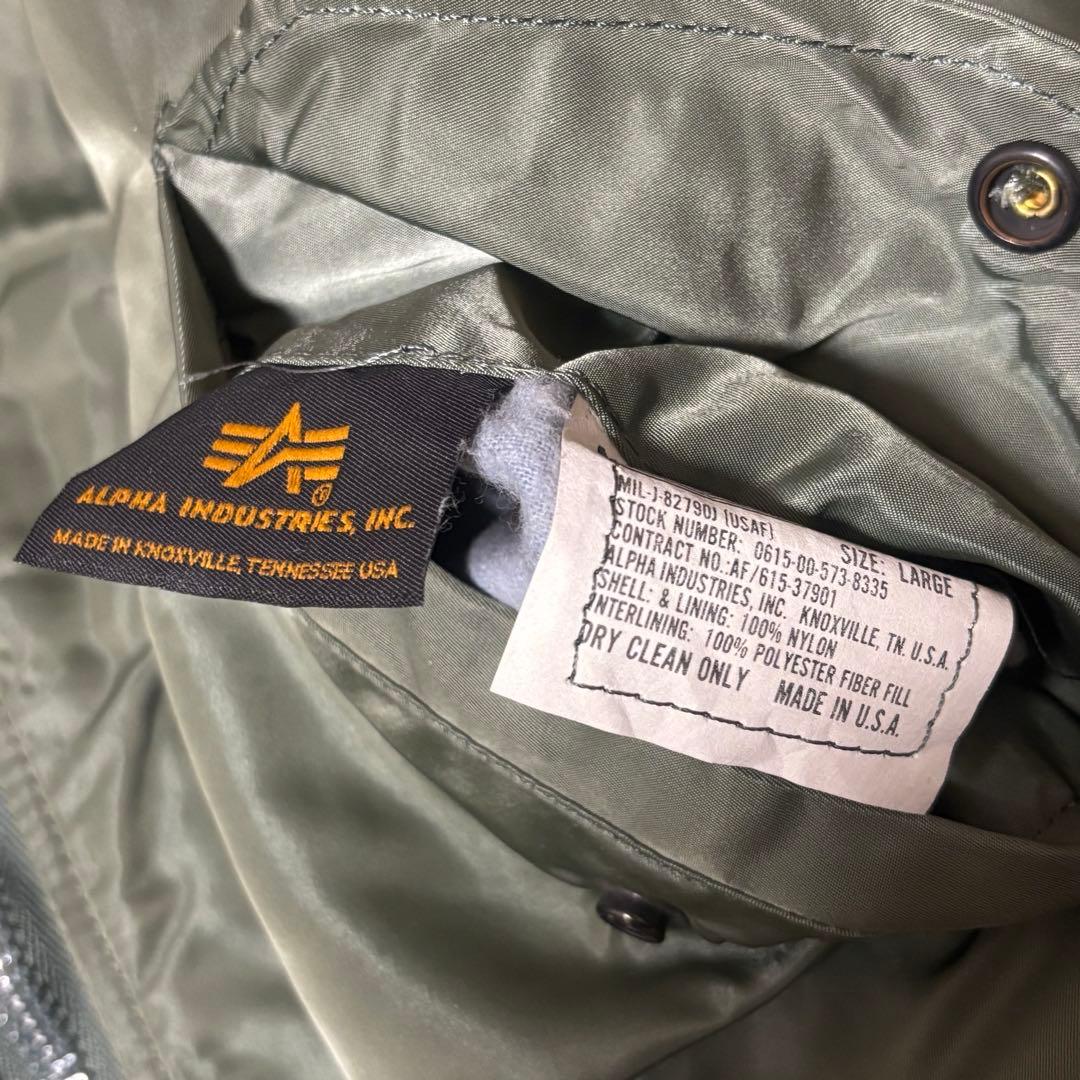 ALPHA INDUSTRIES, INC.
MADE IN KNOXVILLE, TENNESSEE USA
MIL-J-8279DJ (USAF)
SIZE: LARGE
STOCK NUMBER: 0615-00-573-8335
CONTRACT NO.:AF/615-37901
ALPHA INDUSTRIES, INC. KNOXVILLE, TN. U.S.A.
SHELL: & LINING: 100% NYLON
INTERLINING: 100% POLYESTER FIBER FILL
DRY CLEAN ONLY MADE IN U.S.A.